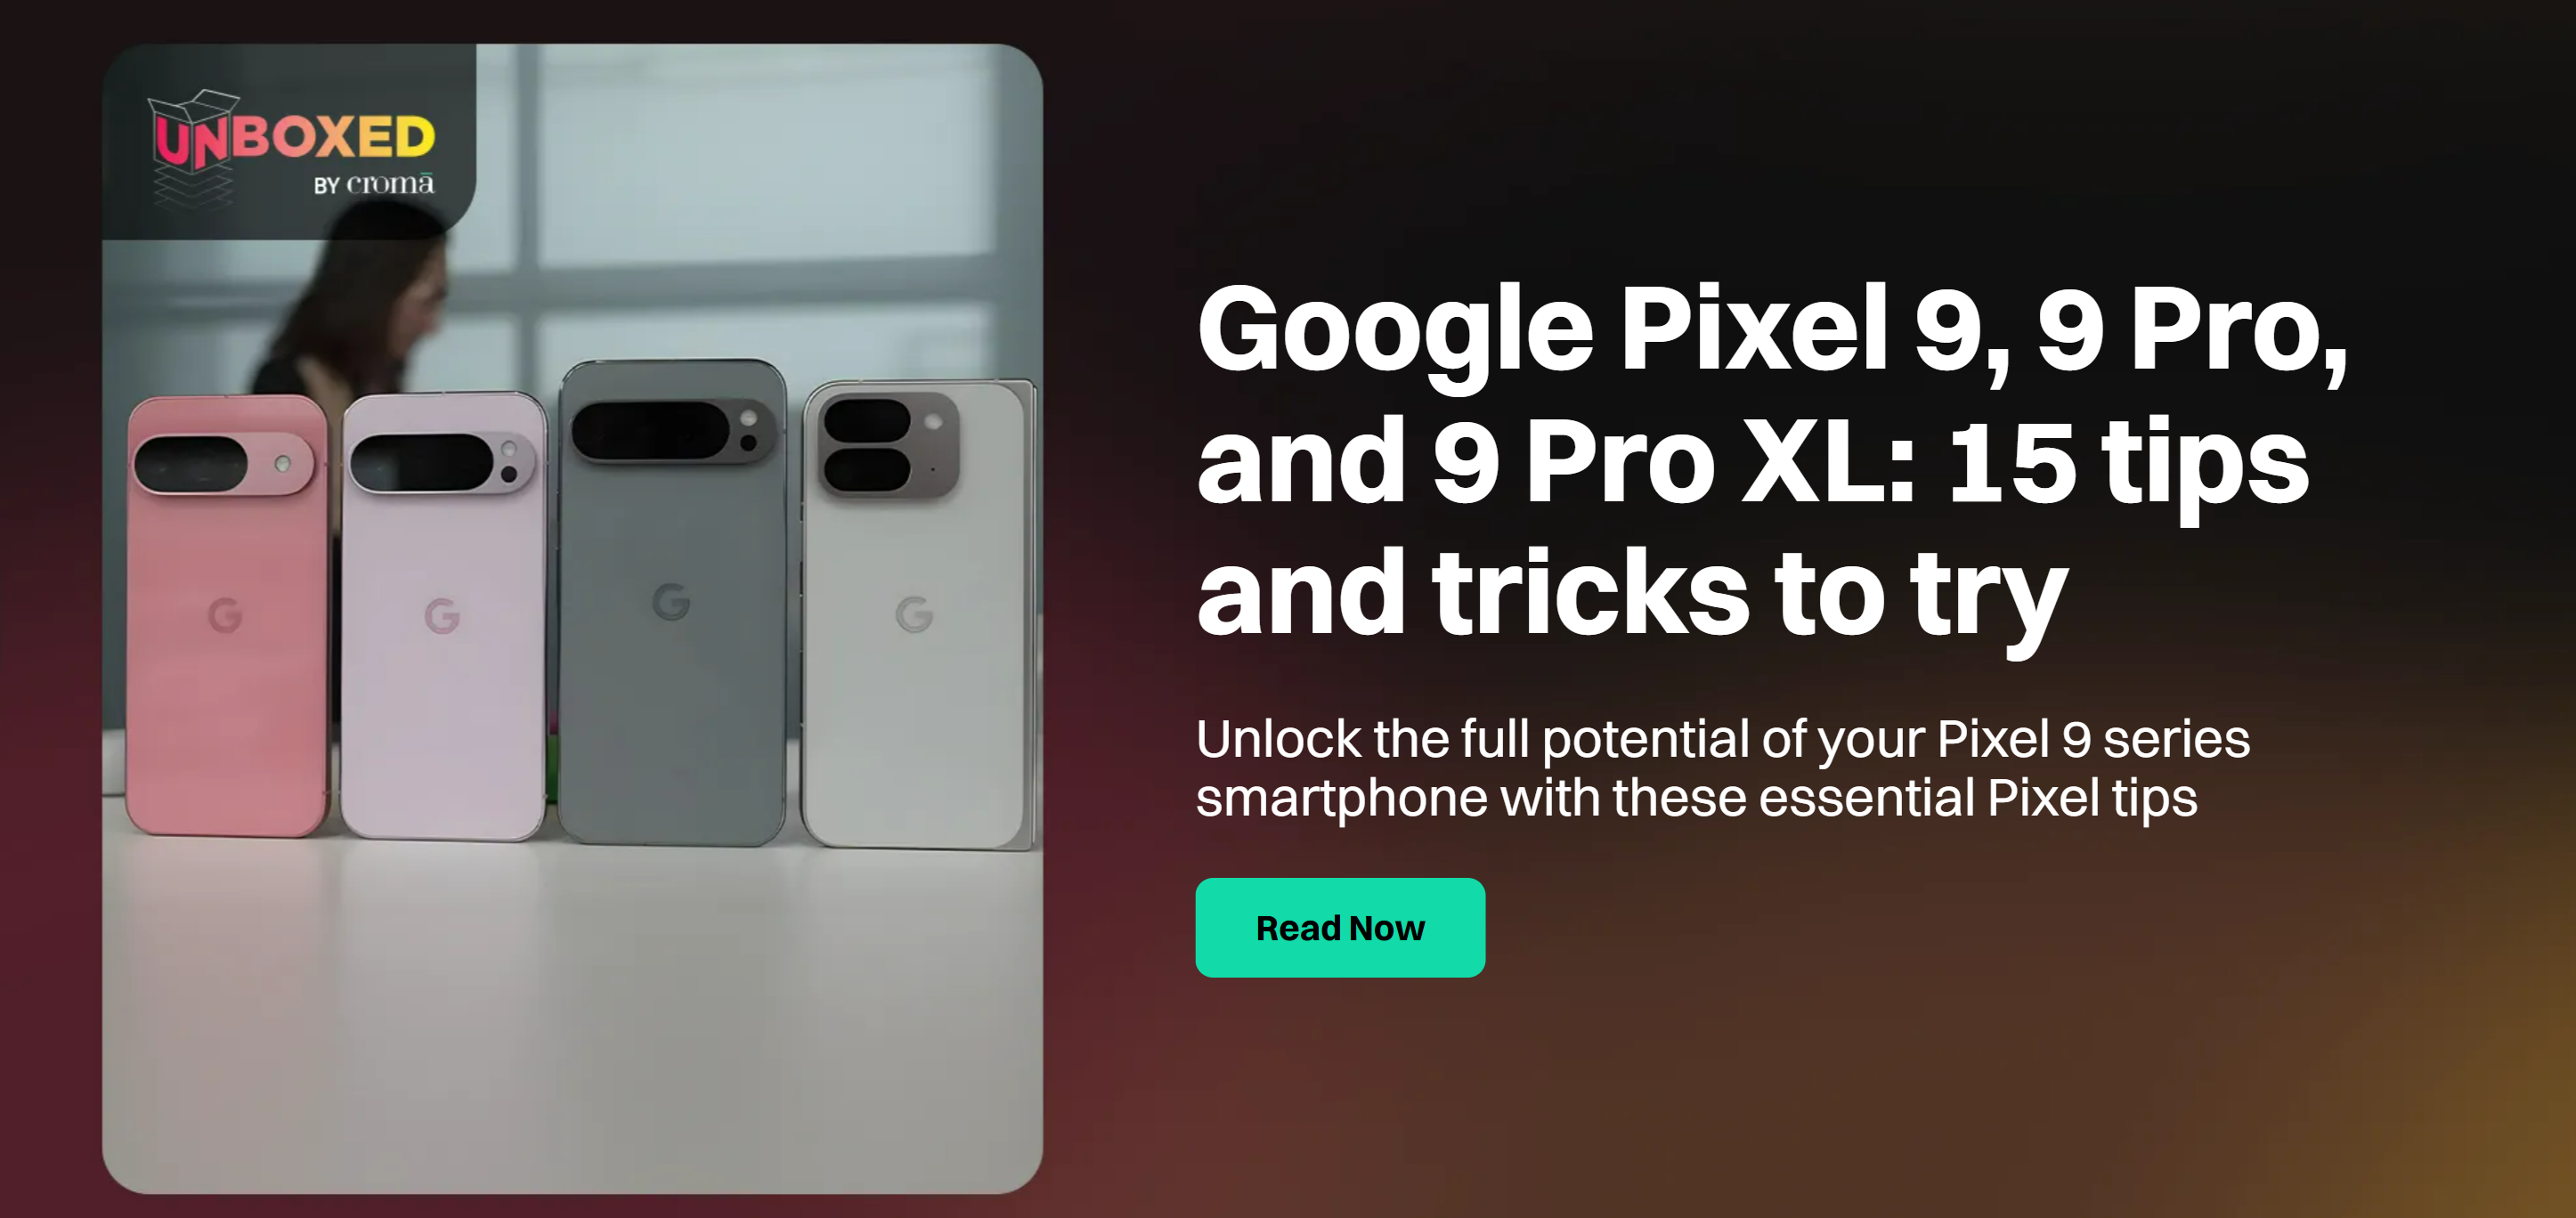 UNBOXED
BY cromā
Google Pixel 9, 9 Pro,
and 9 Pro XL: 15 tips
and tricks to try
Unlock the full potential of your Pixel 9 series
smartphone with these essential Pixel tips
Read Now
G G G G